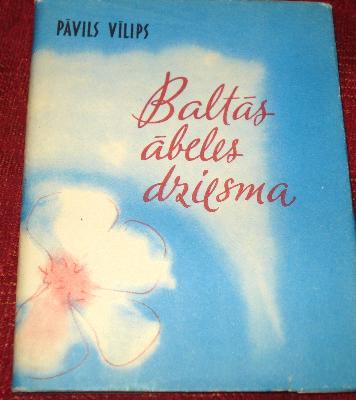 PĀVILS VĪLIPS
Baltās
ābeles
dziesma